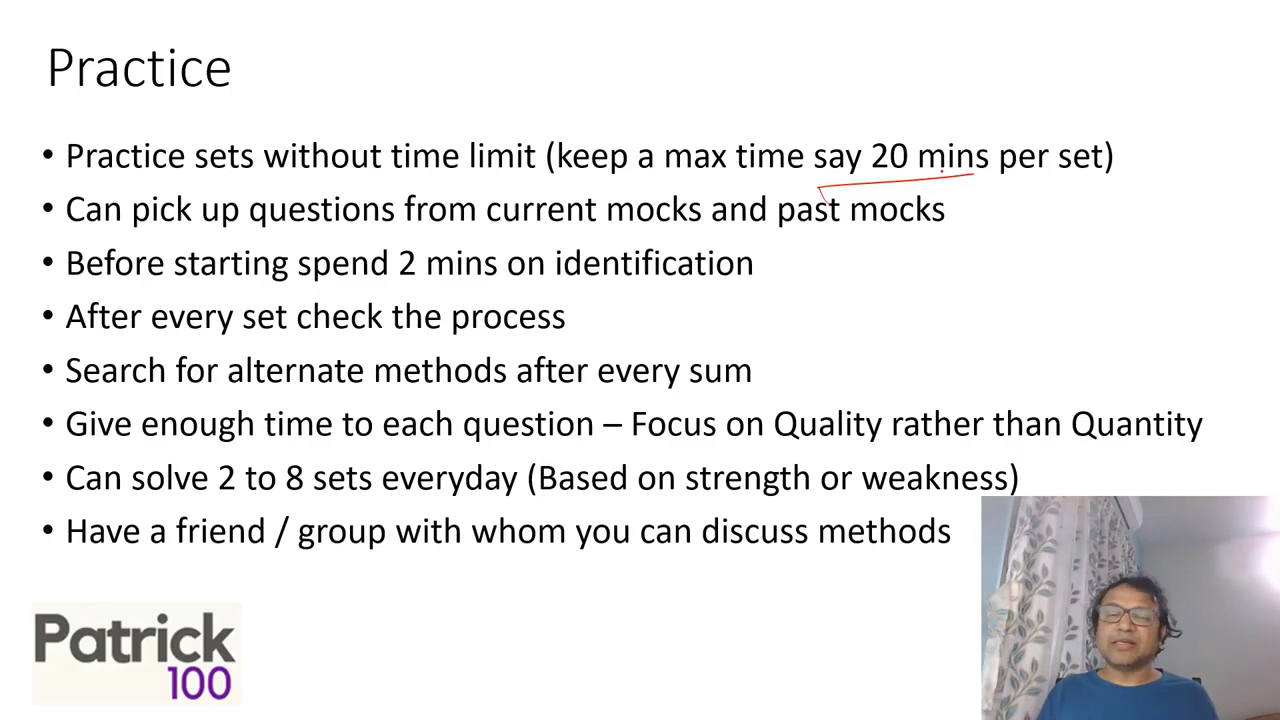 Practice
• Practice sets without time limit (keep a max time say 20 mins per set)
• Can pick up questions from current mocks and past mocks
• Before starting spend 2 mins on identification
• After every set check the process
• Search for alternate methods after every sum
• Give enough time to each question – Focus on Quality rather than Quantity
• Can solve 2 to 8 sets everyday (Based on strength or weakness)
• Have a friend / group with whom you can discuss methods
Patrick
100